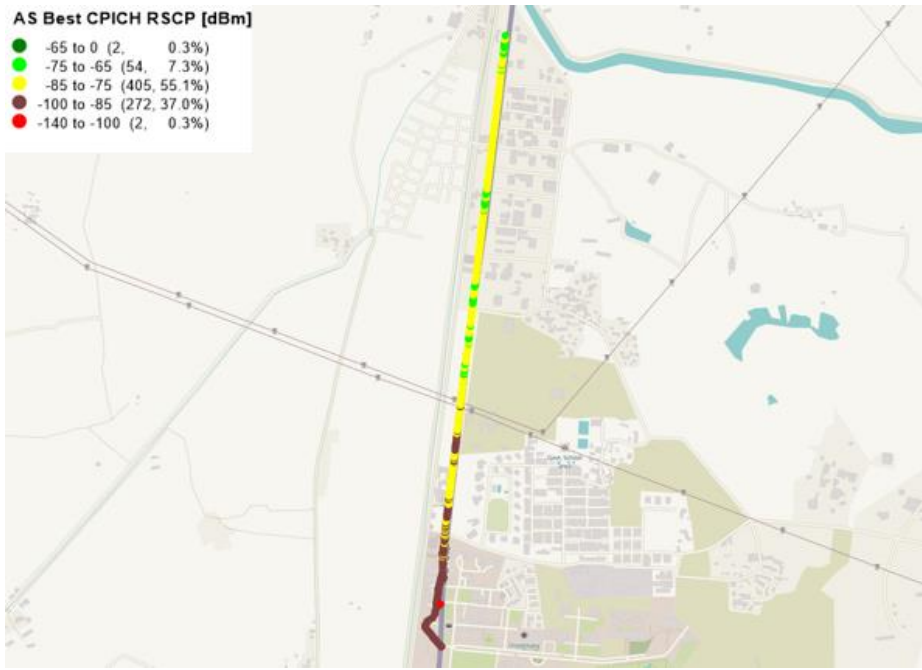 AS Best CPICH RSCP [dBm]
-65 to 0 (2, 0.3%)
-75 to -65 (54, 7.3%)
-85 to -75 (405, 55.1%)
-100 to -85 (272, 37.0%)
-140 to -100 (2, 0.3%)